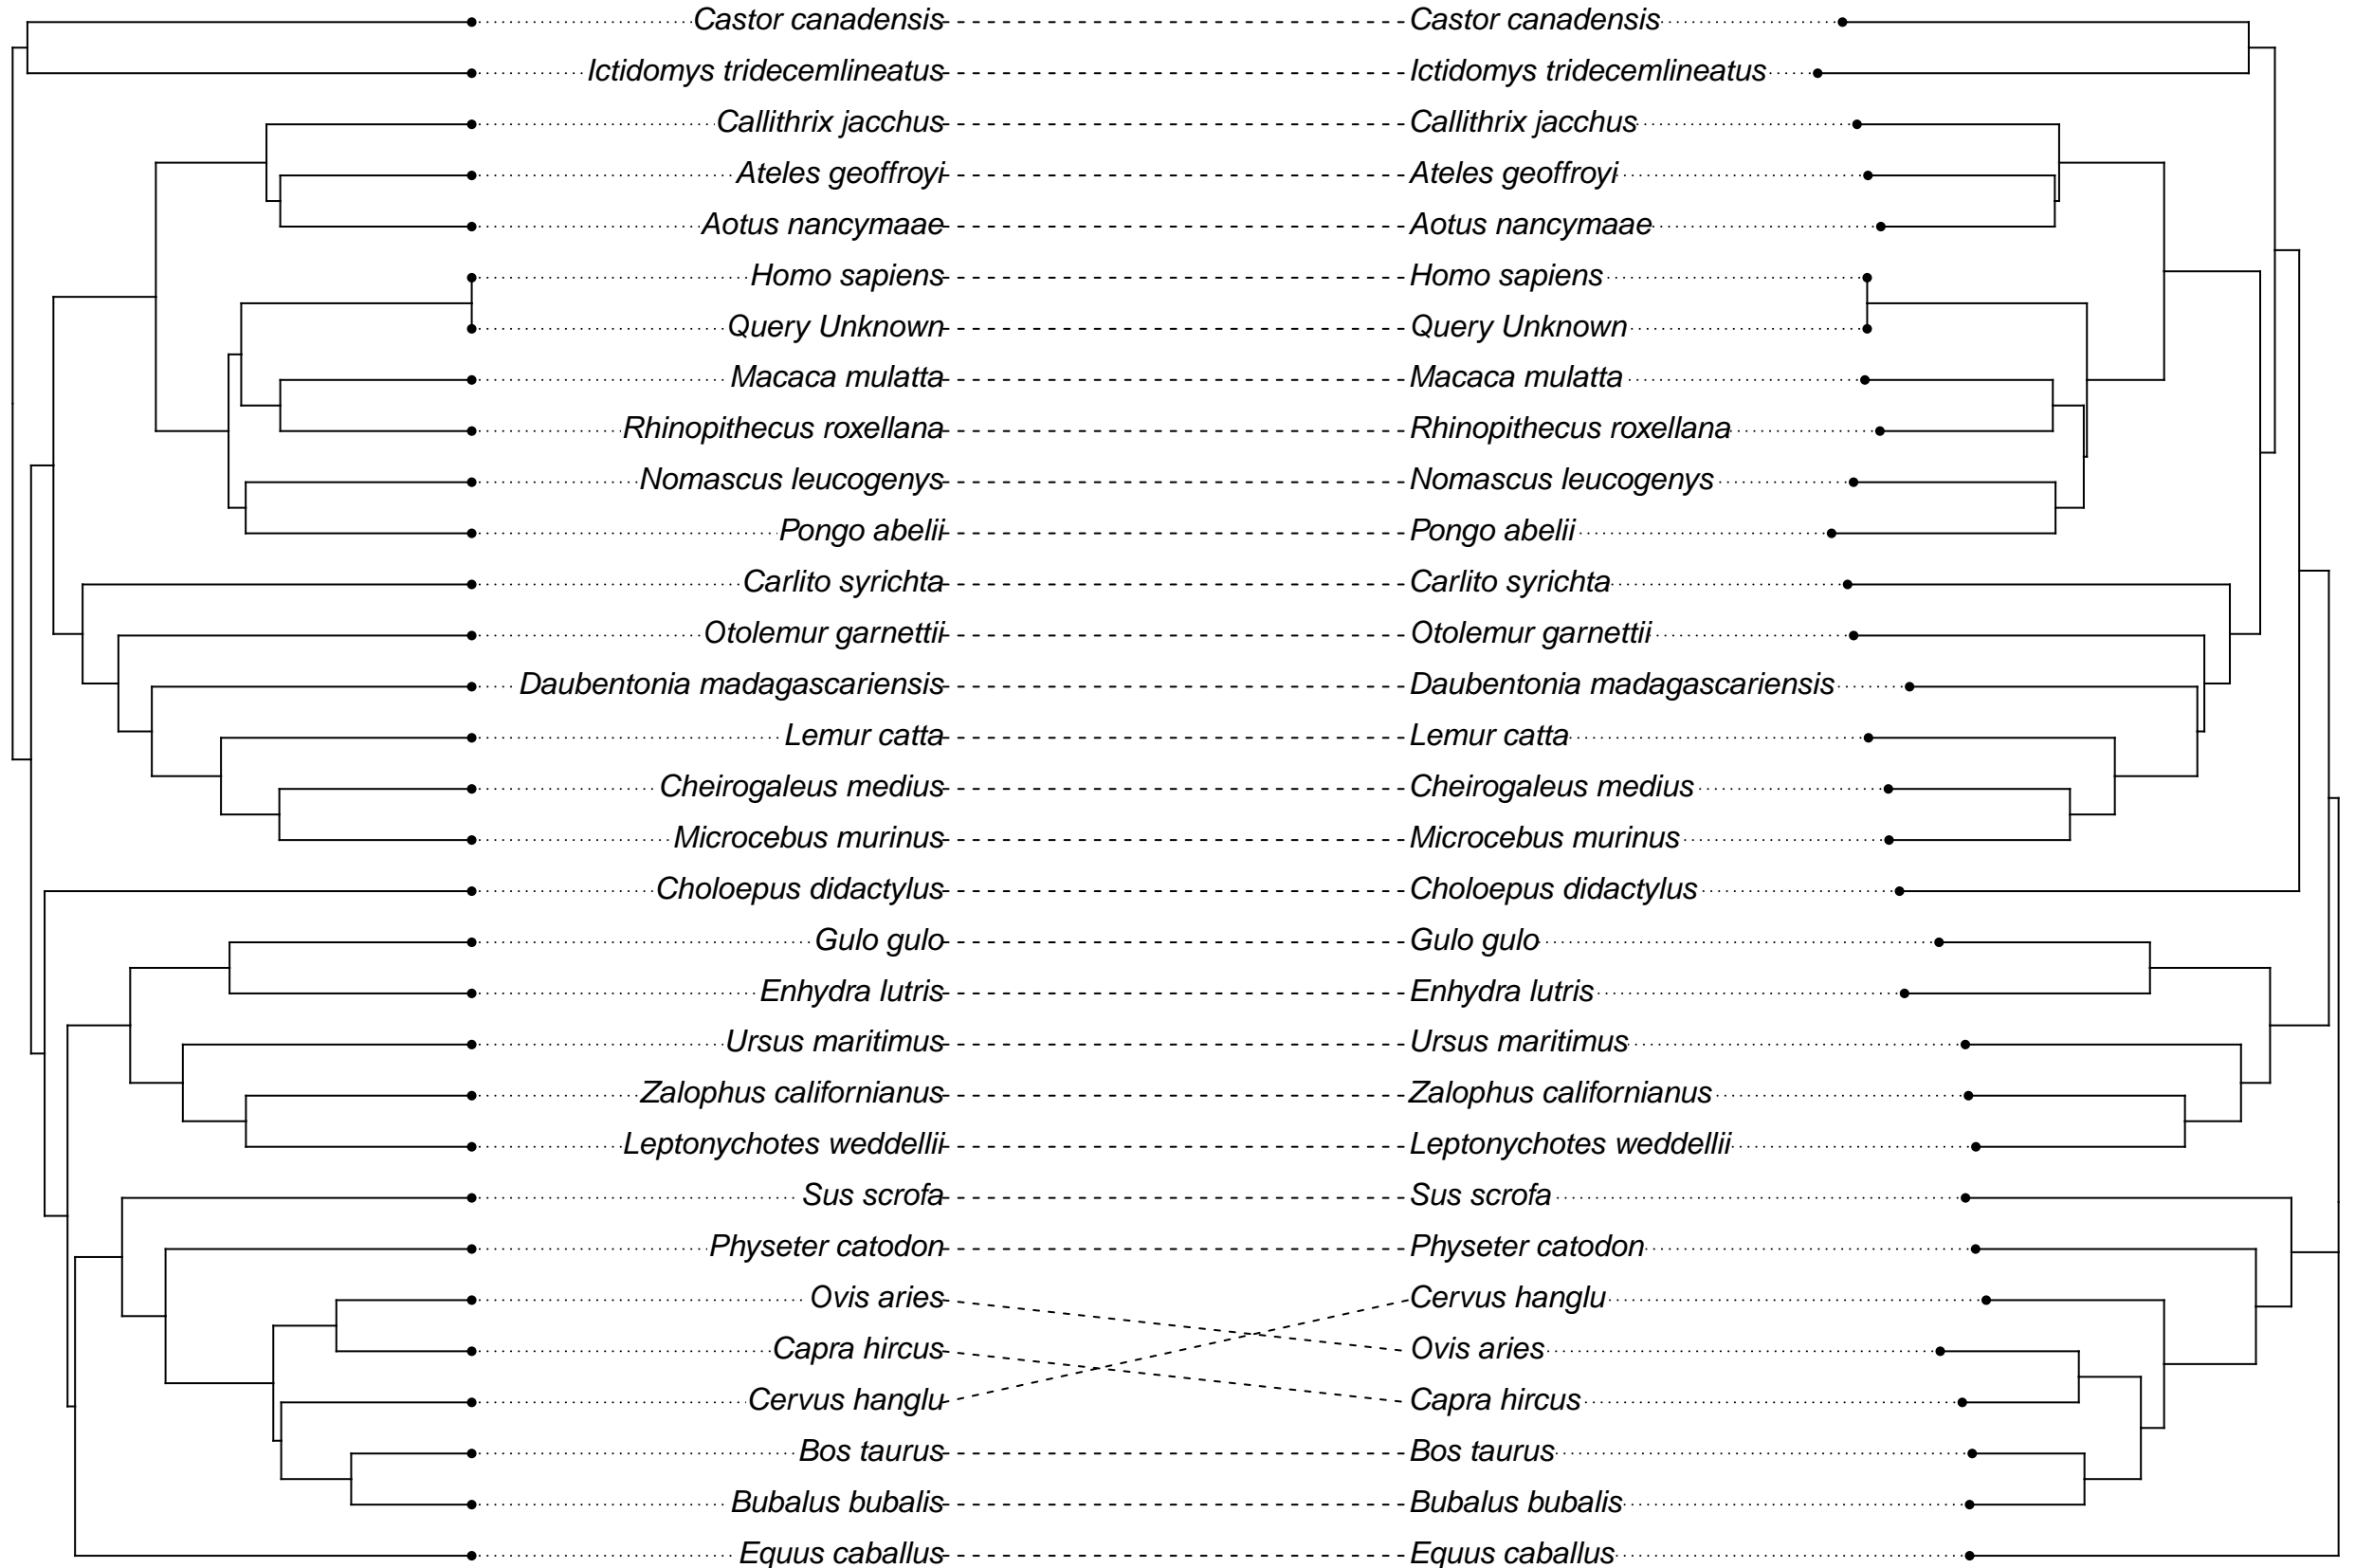 Castor canadensis Castor canadensis
Ictidomys tridecemlineatus Ictidomys tridecemlineatus
Callithrix jacchus Callithrix jacchus
Ateles geoffroyi Ateles geoffroyi
Aotus nancymaae Aotus nancymaae
Homo sapiens Homo sapiens
Query Unknown Query Unknown
Macaca mulatta Macaca mulatta
Rhinopithecus roxellana Rhinopithecus roxellana
Nomascus leucogenys Nomascus leucogenys
Pongo abelii Pongo abelii
Carlito syrichta Carlito syrichta
Otolemur garnettii Otolemur garnettii
Daubentonia madagascariensis Daubentonia madagascariensis
Lemur catta Lemur catta
Cheirogaleus medius Cheirogaleus medius
Microcebus murinus Microcebus murinus
Choloepus didactylus Choloepus didactylus
Gulo gulo Gulo gulo
Enhydra lutris Enhydra lutris
Ursus maritimus Ursus maritimus
Zalophus californianus Zalophus californianus
Leptonychotes weddellii Leptonychotes weddellii
Sus scrofa Sus scrofa
Physeter catodon Physeter catodon
Ovis aries Cervus hanglu
Capra hircus Ovis aries
Cervus hanglu Capra hircus
Bos taurus Bos taurus
Bubalus bubalis Bubalus bubalis
Equus caballus Equus caballus